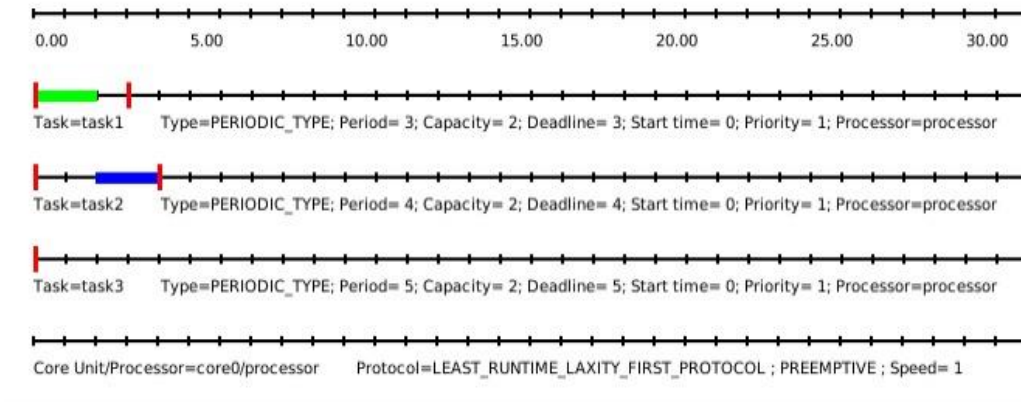 0.00 5.00 10.00 15.00 20.00 25.00 30.00
Task=task1 Type=PERIODIC_TYPE; Period= 3; Capacity= 2; Deadline= 3; Start time= 0; Priority= 1; Processor=processor
Task=task2 Type=PERIODIC_TYPE; Period= 4; Capacity= 2; Deadline= 4; Start time= 0; Priority= 1; Processor=processor
Task=task3 Type=PERIODIC_TYPE; Period= 5; Capacity= 2; Deadline= 5; Start time= 0; Priority= 1; Processor=processor
Core Unit/Processor=core0/processor Protocol=LEAST_RUNTIME_LAXITY_FIRST_PROTOCOL ; PREEMPTIVE ; Speed= 1